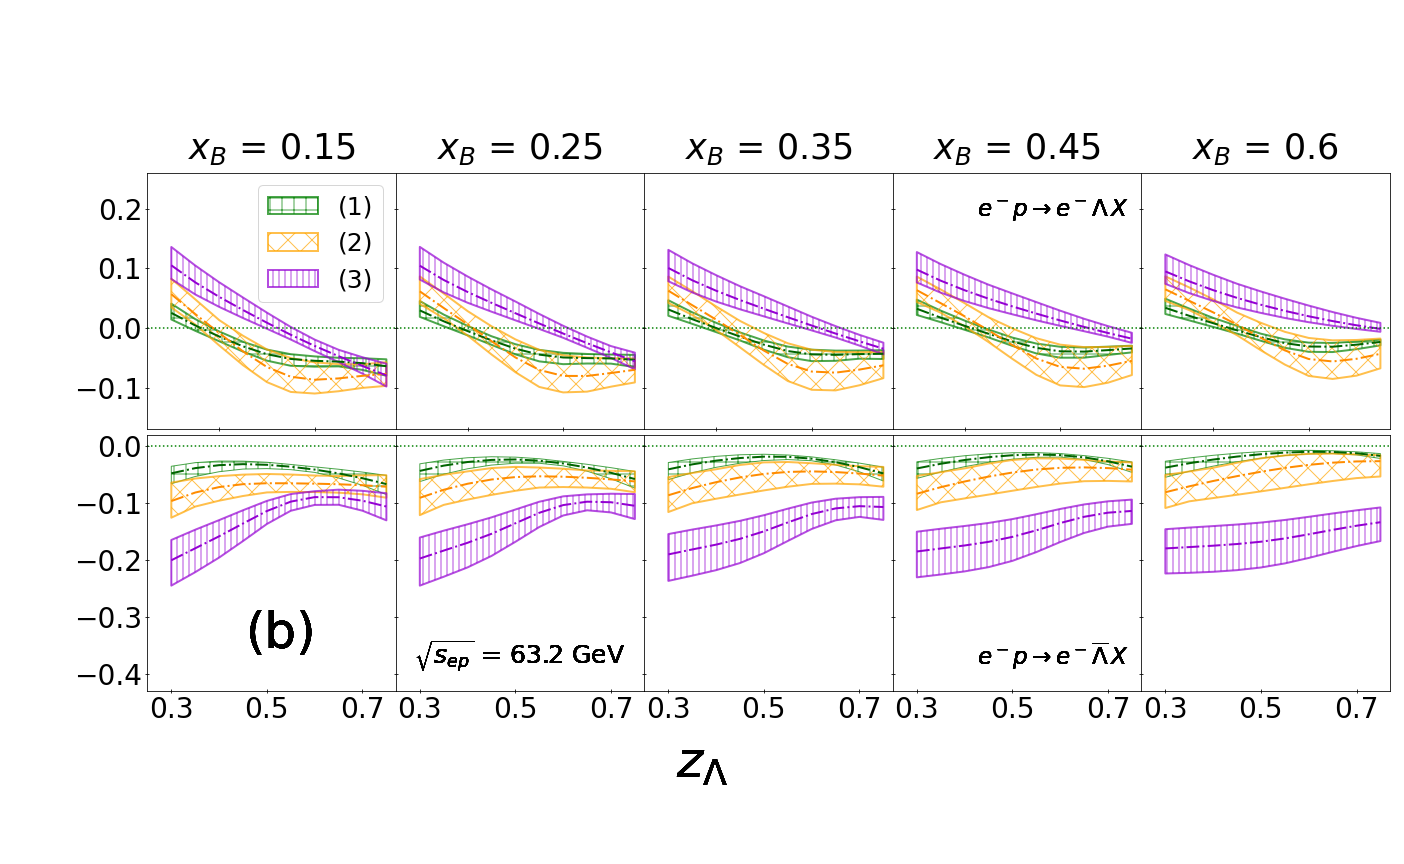 x_B = 0.15 x_B = 0.25 x_B = 0.35 x_B = 0.45 x_B = 0.6
(1)
(2)
(3)
e⁻p→e⁻ΛX
0.2
0.1
0.0
−0.1
0.0
−0.1
−0.2
−0.3
−0.4
(b)
√s_ep = 63.2 GeV
e⁻p→e⁻Λ̅X
0.3 0.5 0.7 0.3 0.5 0.7 0.3 0.5 0.7 0.3 0.5 0.7 0.3 0.5 0.7
z_Λ